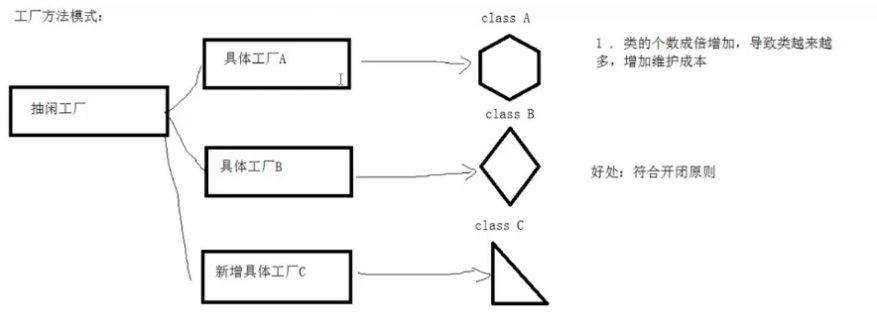 工厂方法模式:
class A
具体工厂A
1 . 类的个数成倍增加, 导致类越来越
多, 增加维护成本
抽闲工厂
class B
具体工厂B
好处: 符合开闭原则
class C
新增具体工厂C